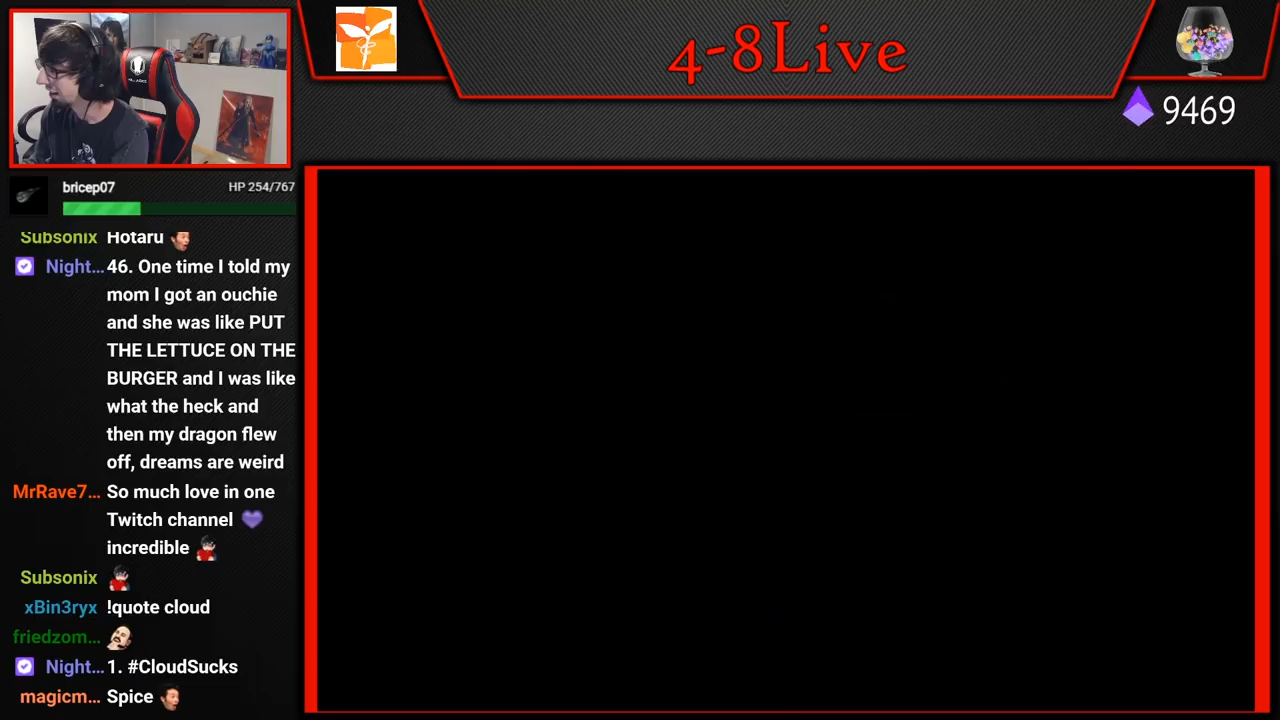 4-8Live
9469
bricep07 HP 254/767
Subsonix Hotaru
Night... 46. One time I told my
mom I got an ouchie
and she was like PUT
THE LETTUCE ON THE
BURGER and I was like
what the heck and
then my dragon flew
off, dreams are weird
MrRave7... So much love in one
Twitch channel
incredible
Subsonix
xBin3ryx !quote cloud
friedzom...
Night... 1. #CloudSucks
magicm... Spice